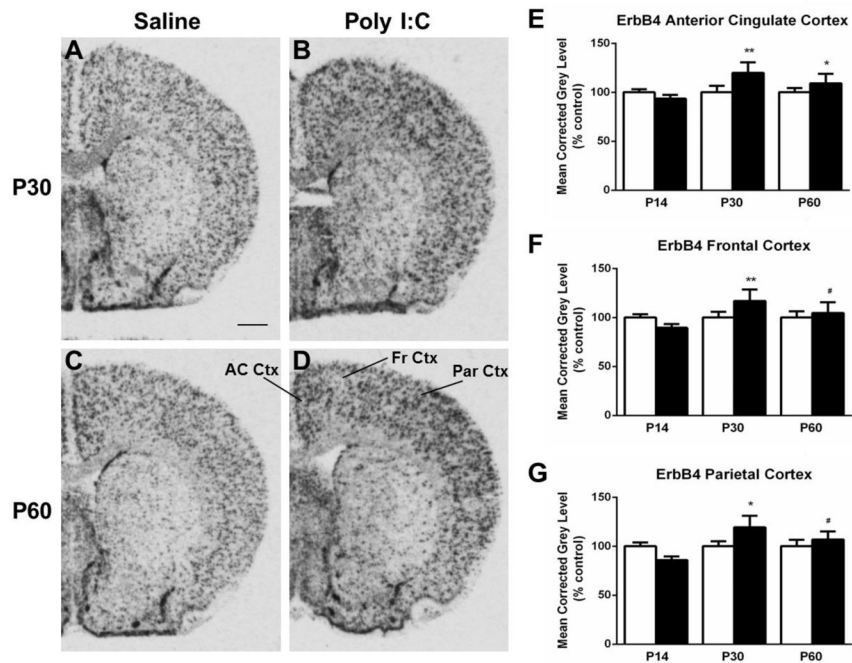 Saline
Poly I:C
A
B
P30
C
D
AC Ctx
Fr Ctx
Par Ctx
P60
E
ErbB4 Anterior Cingulate Cortex
Mean Corrected Grey Level
(% control)
150
100
50
0
**
*
P14
P30
P60
F
ErbB4 Frontal Cortex
Mean Corrected Grey Level
(% control)
150
100
50
0
**
#
P14
P30
P60
G
ErbB4 Parietal Cortex
Mean Corrected Grey Level
(% control)
150
100
50
0
*
#
P14
P30
P60